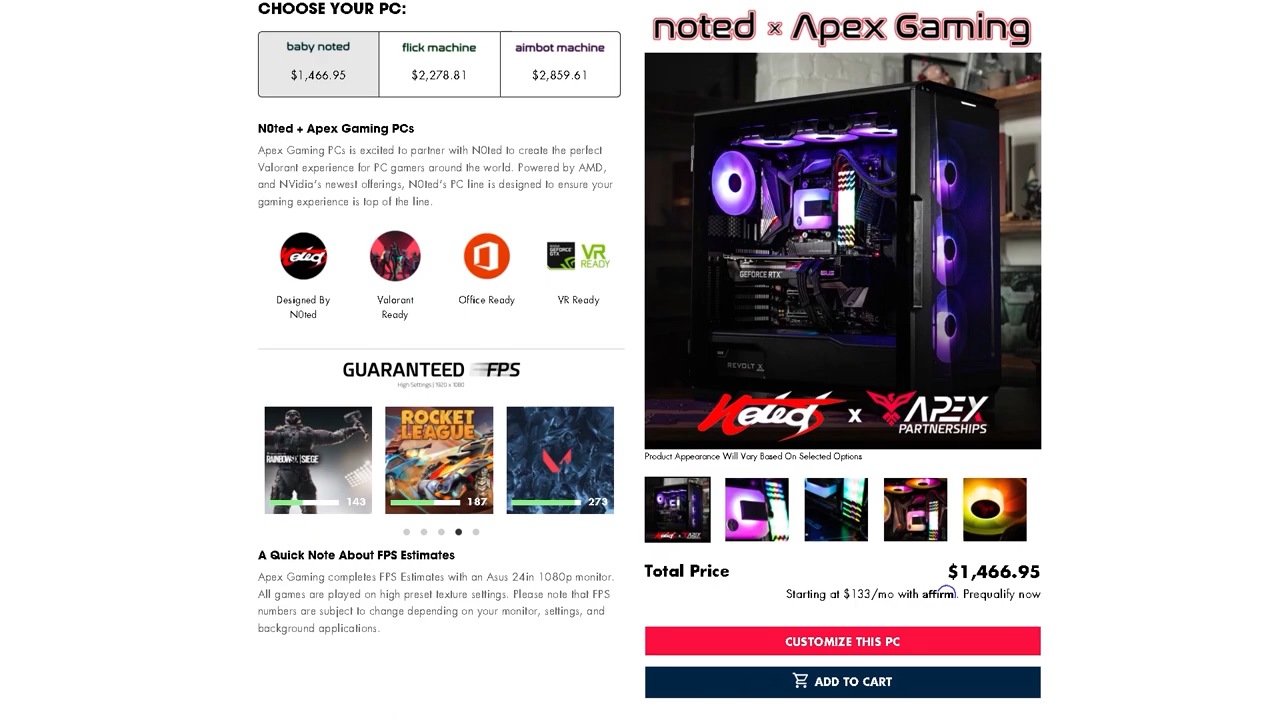 CHOOSE YOUR PC:
baby noted
flick machine
aimbot machine
$1,466.95
$2,278.81
$2,859.61
N0ted + Apex Gaming PCs
Apex Gaming PCs is excited to partner with N0ted to create the perfect
Valorant experience for PC gamers around the world. Powered by AMD,
and NVidia's newest offerings, N0ted's PC line is designed to ensure your
gaming experience is top of the line.
GEFORCE GTX
VR READY
Designed By N0ted
Valorant Ready
Office Ready
VR Ready
GUARANTEED FPS
High Settings | 1920 x 1080
RAINBOW SIX SIEGE
ROCKET LEAGUE
143
187
273
A Quick Note About FPS Estimates
Apex Gaming completes FPS Estimates with an Asus 24in 1080p monitor.
All games are played on high preset texture settings. Please note that FPS
numbers are subject to change depending on your monitor, settings, and
background applications.
noted x Apex Gaming
GEFORCE RTX
REVOLT X
Noted x APEX
PARTNERSHIPS
Product Appearance Will Vary Based On Selected Options
Total Price
$1,466.95
Starting at $133/mo with affirm. Prequalify now
CUSTOMIZE THIS PC
ADD TO CART